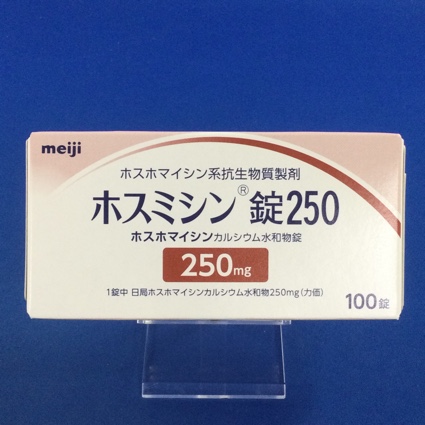 meiji
ホスホマイシン系抗生物質製剤
ホスミシン®錠250
ホスホマイシンカルシウム水和物錠
250mg
1錠中 日局ホスホマイシンカルシウム水和物250mg(力価)
100錠